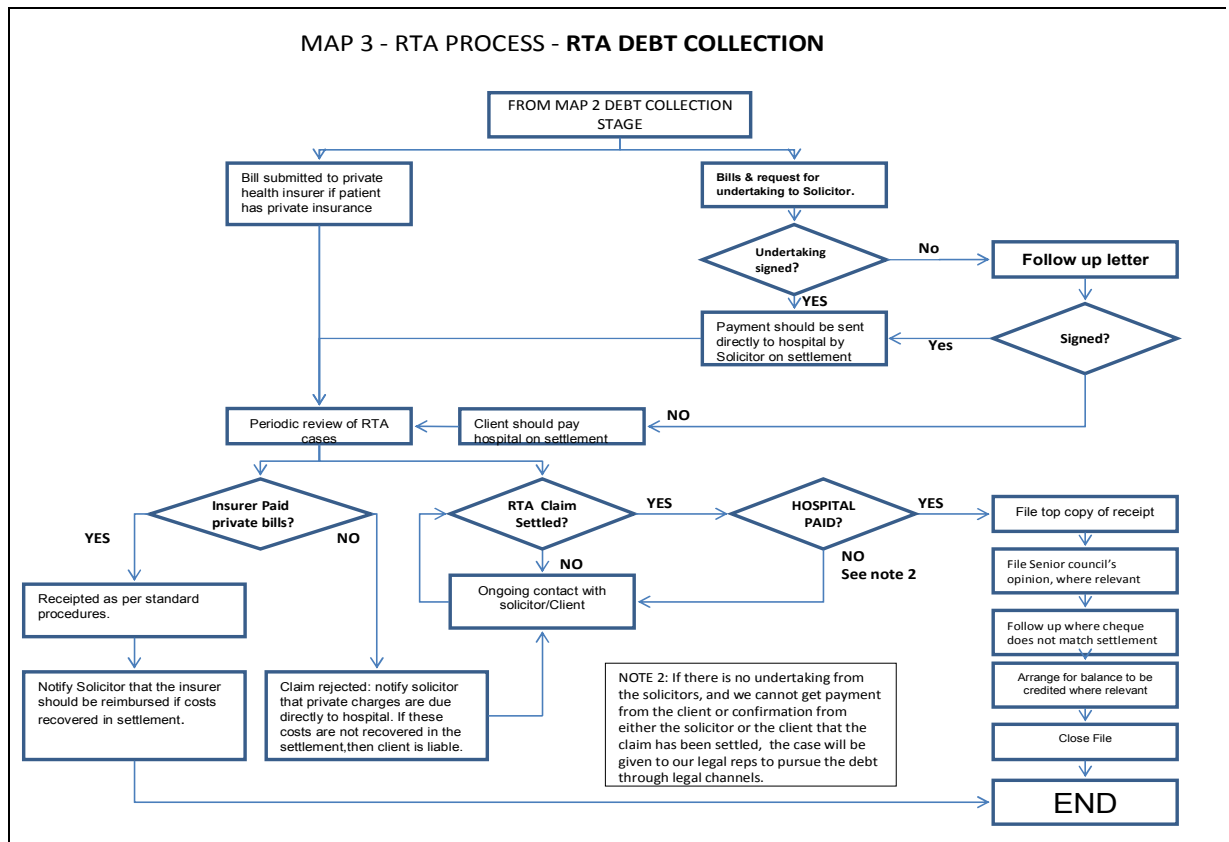 MAP 3 - RTA PROCESS - RTA DEBT COLLECTION
FROM MAP 2 DEBT COLLECTION
STAGE
Bill submitted to private
health insurer if patient
has private insurance
Bills & request for
undertaking to Solicitor.
Undertaking
signed?
No
Follow up letter
YES
Payment should be sent
directly to hospital by
Solicitor on settlement
Yes
Signed?
NO
Periodic review of RTA
cases
Client should pay
hospital on settlement
Insurer Paid
private bills?
YES
NO
RTA Claim
Settled?
YES
NO
HOSPITAL
PAID?
YES
NO
See note 2
File top copy of receipt
Ongoing contact with
solicitor/Client
File Senior council's
opinion, where relevant
Receipted as per standard
procedures.
Follow up where cheque
does not match settlement
Notify Solicitor that the insurer
should be reimbursed if costs
recovered in settlement.
Claim rejected: notify solicitor
that private charges are due
directly to hospital. If these
costs are not recovered in the
settlement,then client is liable.
NOTE 2: If there is no undertaking from
the solicitors, and we cannot get payment
from the client or confirmation from
either the solicitor or the client that the
claim has been settled, the case will be
given to our legal reps to pursue the debt
through legal channels.
Arrange for balance to be
credited where relevant
Close File
END